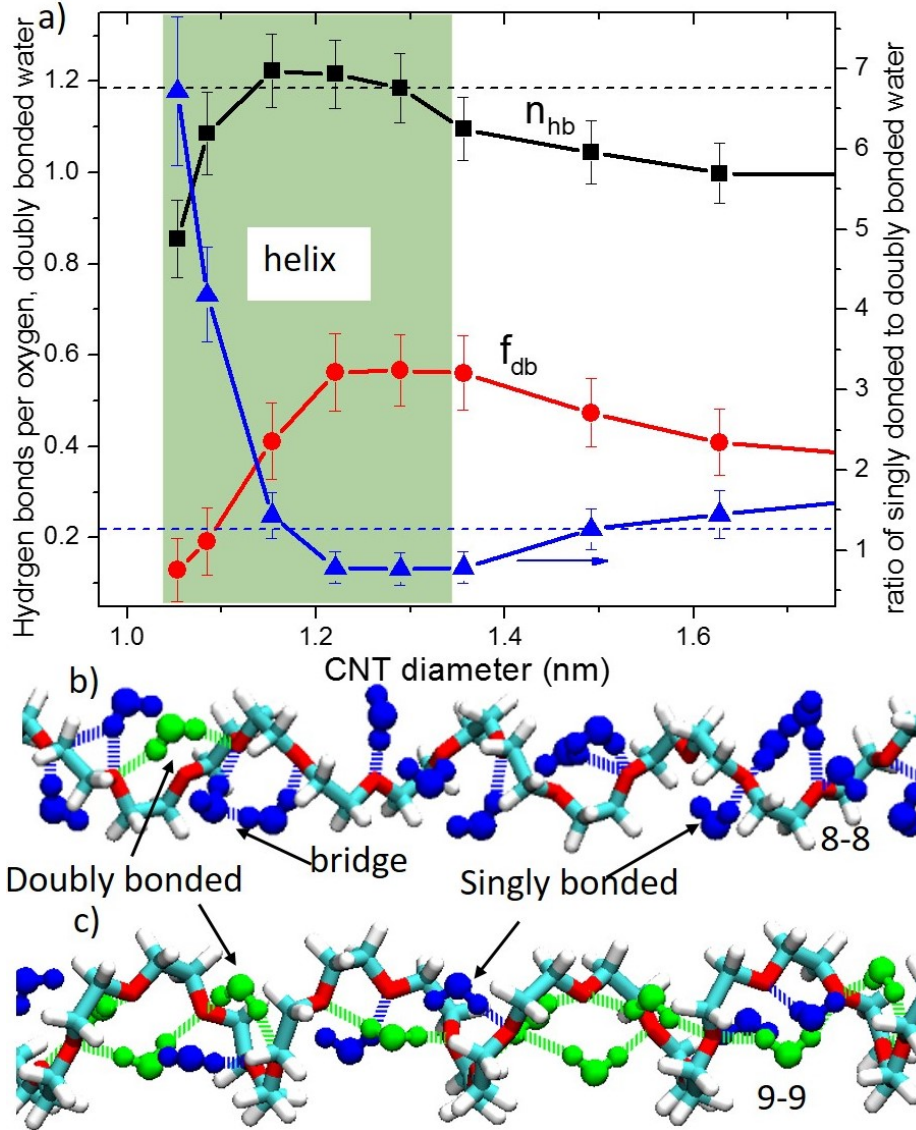 a)
Hydrgen bonds per oxygen, doubly bonded water
1.2
1.0
0.8
0.6
0.4
0.2
n_hb
helix
f_db
7
6
5
4
3
2
1
ratio of singly donded to doubly bonded water
1.0 1.2 1.4 1.6
CNT diameter (nm)
b)
8-8
bridge
Doubly bonded
Singly bonded
c)
9-9